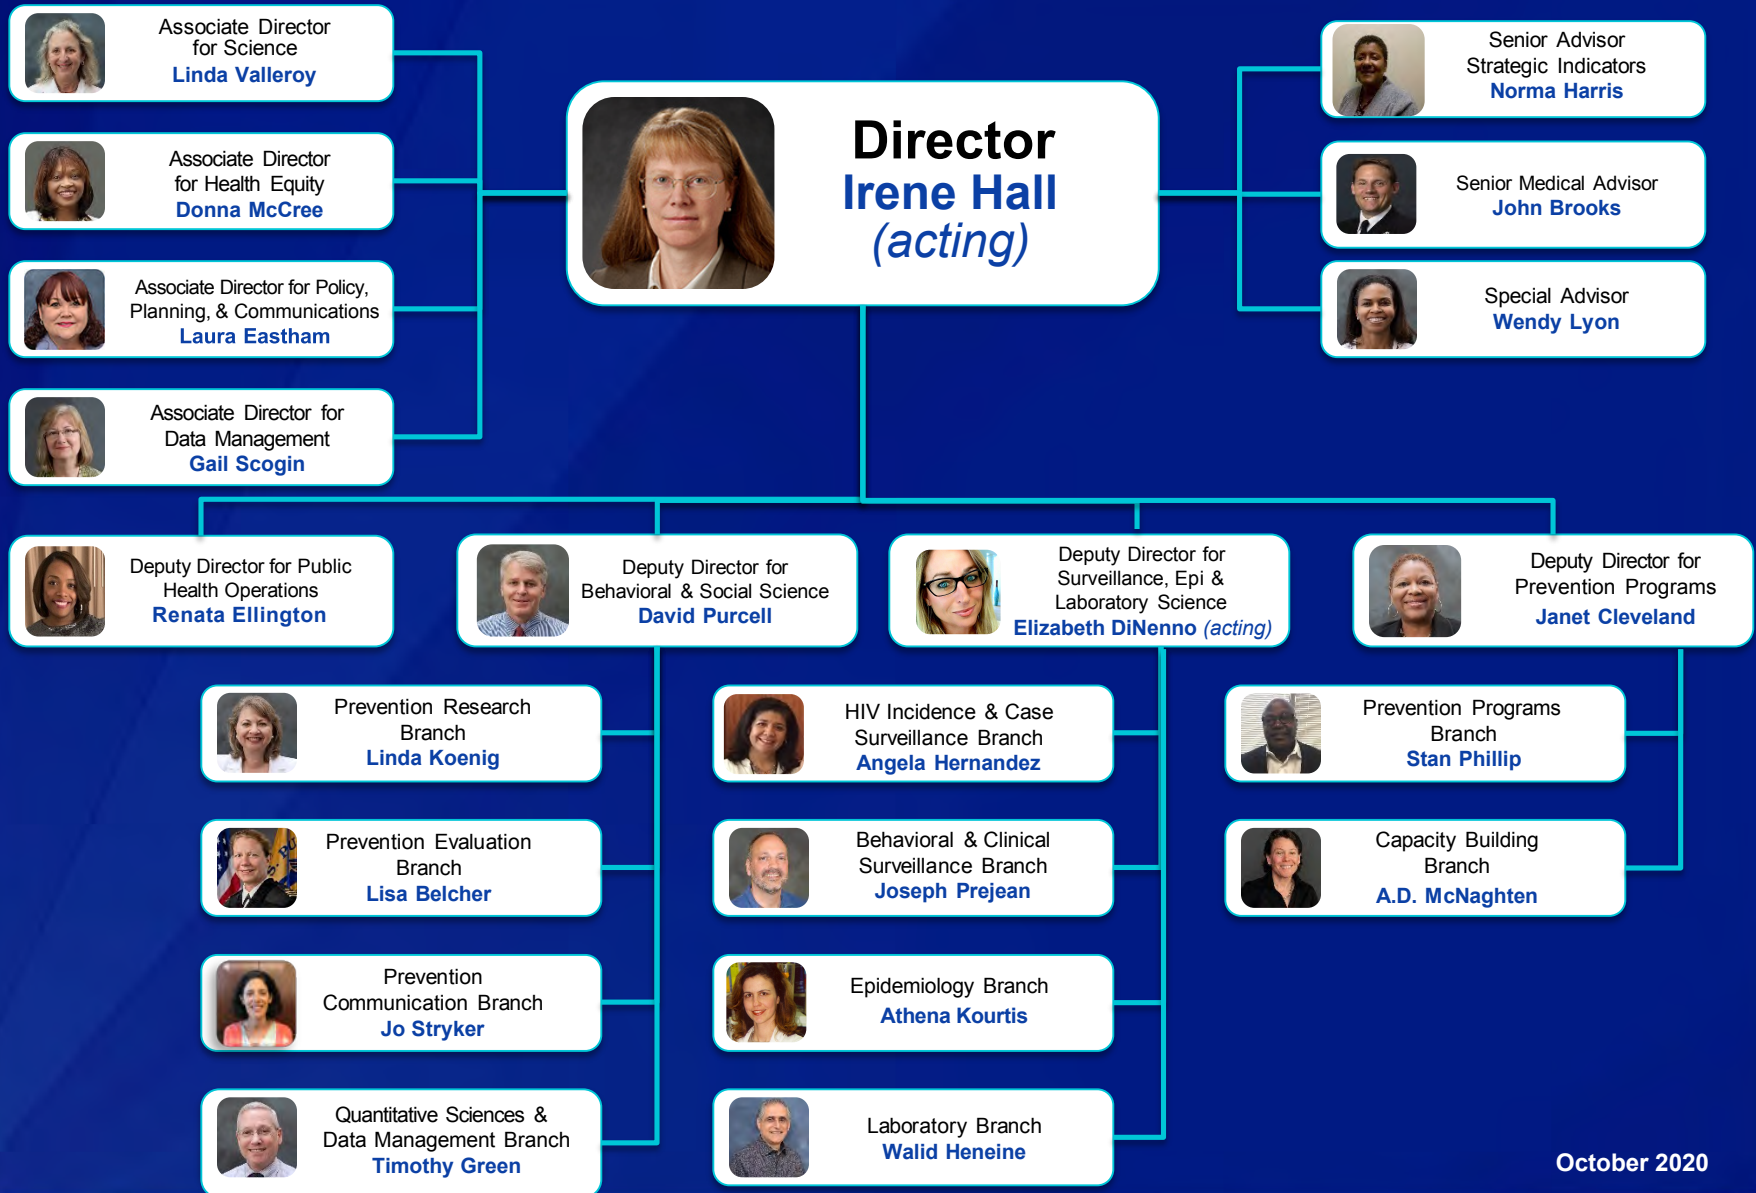 Associate Director
for Science
Linda Valleroy
Associate Director
for Health Equity
Donna McCree
Associate Director for Policy,
Planning, & Communications
Laura Eastham
Associate Director for
Data Management
Gail Scogin
Director
Irene Hall
(acting)
Senior Advisor
Strategic Indicators
Norma Harris
Senior Medical Advisor
John Brooks
Special Advisor
Wendy Lyon
Deputy Director for Public
Health Operations
Renata Ellington
Deputy Director for
Behavioral & Social Science
David Purcell
Deputy Director for
Surveillance, Epi &
Laboratory Science
Elizabeth DiNenno (acting)
Deputy Director for
Prevention Programs
Janet Cleveland
Prevention Research
Branch
Linda Koenig
Prevention Evaluation
Branch
Lisa Belcher
Prevention
Communication Branch
Jo Stryker
Quantitative Sciences &
Data Management Branch
Timothy Green
HIV Incidence & Case
Surveillance Branch
Angela Hernandez
Behavioral & Clinical
Surveillance Branch
Joseph Prejean
Epidemiology Branch
Athena Kourtis
Laboratory Branch
Walid Heneine
Prevention Programs
Branch
Stan Phillip
Capacity Building
Branch
A.D. McNaghten
October 2020